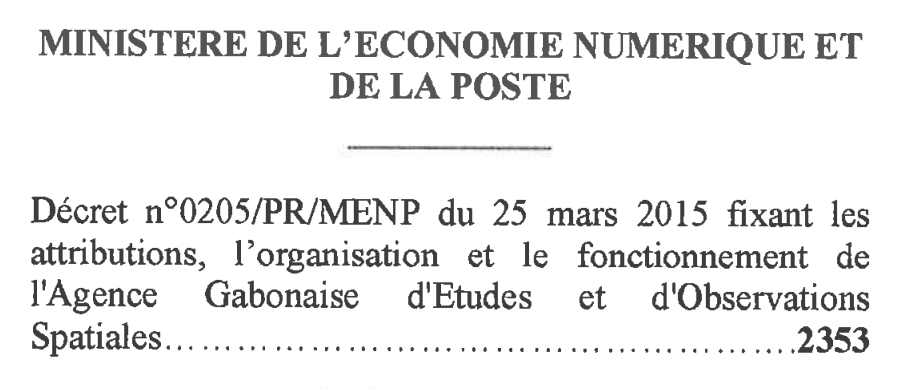 MINISTERE DE L'ECONOMIE NUMERIQUE ET
DE LA POSTE
Décret n°0205/PR/MENP du 25 mars 2015 fixant les
attributions, l'organisation et le fonctionnement de
l'Agence Gabonaise d'Etudes et d'Observations
Spatiales……………………………………………2353